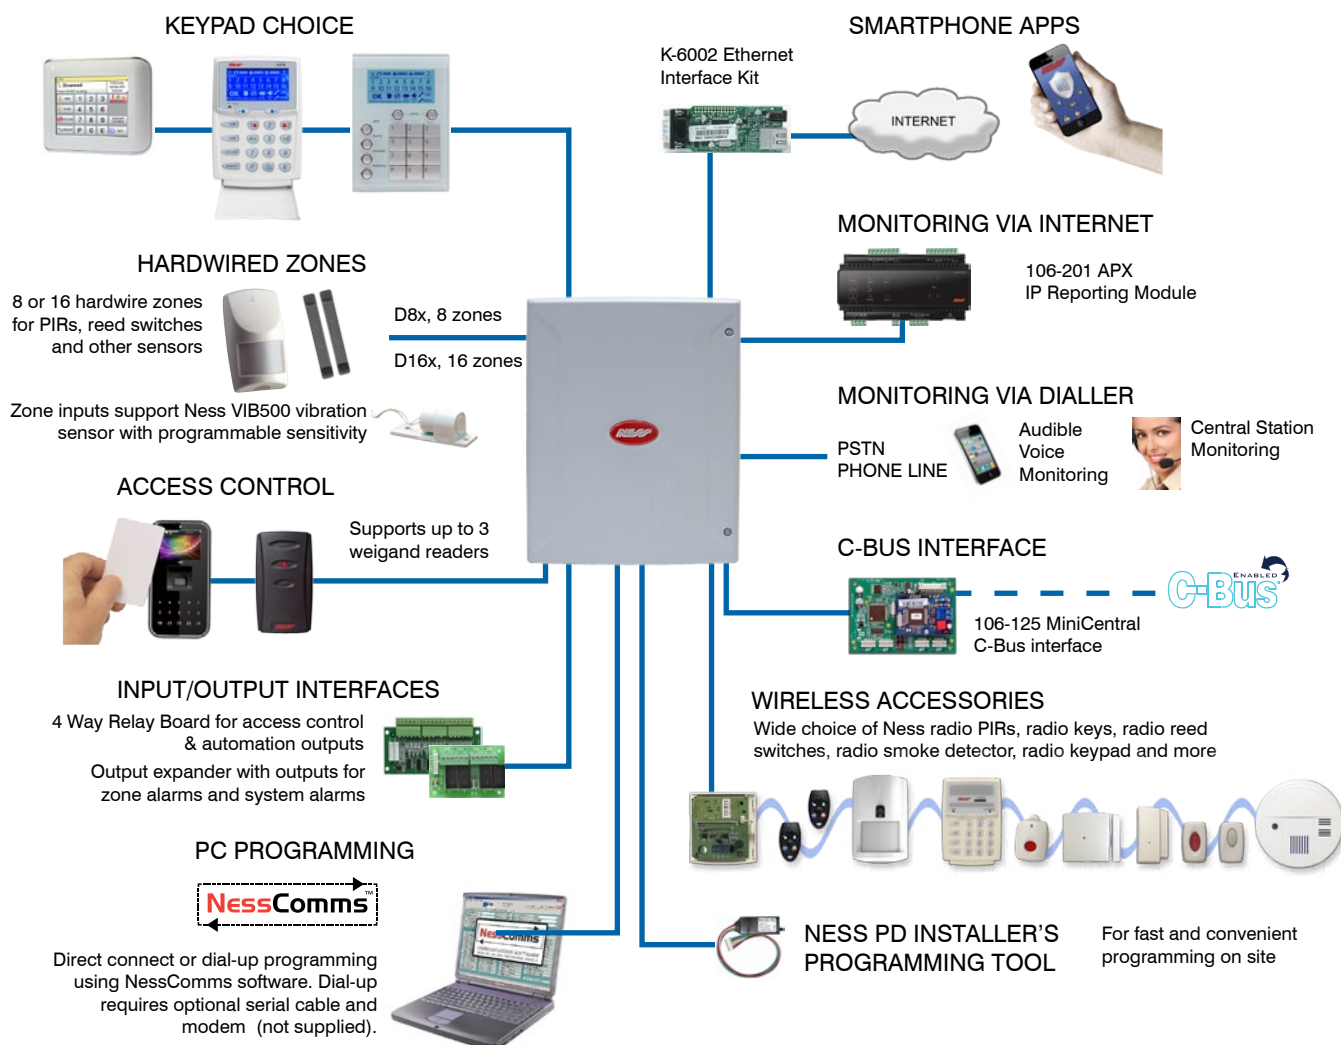 KEYPAD CHOICE
SMARTPHONE APPS
K-6002 Ethernet
Interface Kit
INTERNET
MONITORING VIA INTERNET
106-201 APX
IP Reporting Module
HARDWIRED ZONES
8 or 16 hardwire zones
for PIRs, reed switches
and other sensors
D8x, 8 zones
D16x, 16 zones
Zone inputs support Ness VIB500 vibration
sensor with programmable sensitivity
NESS
MONITORING VIA DIALLER
PSTN
PHONE LINE
Audible
Voice
Monitoring
Central Station
Monitoring
ACCESS CONTROL
Supports up to 3
weigand readers
C-BUS INTERFACE
106-125 MiniCentral
C-Bus interface
ENABLED
C-Bus
INPUT/OUTPUT INTERFACES
4 Way Relay Board for access control
& automation outputs
Output expander with outputs for
zone alarms and system alarms
WIRELESS ACCESSORIES
Wide choice of Ness radio PIRs, radio keys, radio reed
switches, radio smoke detector, radio keypad and more
PC PROGRAMMING
NessComms™
NessComms
Direct connect or dial-up programming
using NessComms software. Dial-up
requires optional serial cable and
modem  (not supplied).
NESS PD INSTALLER'S
PROGRAMMING TOOL
For fast and convenient
programming on site